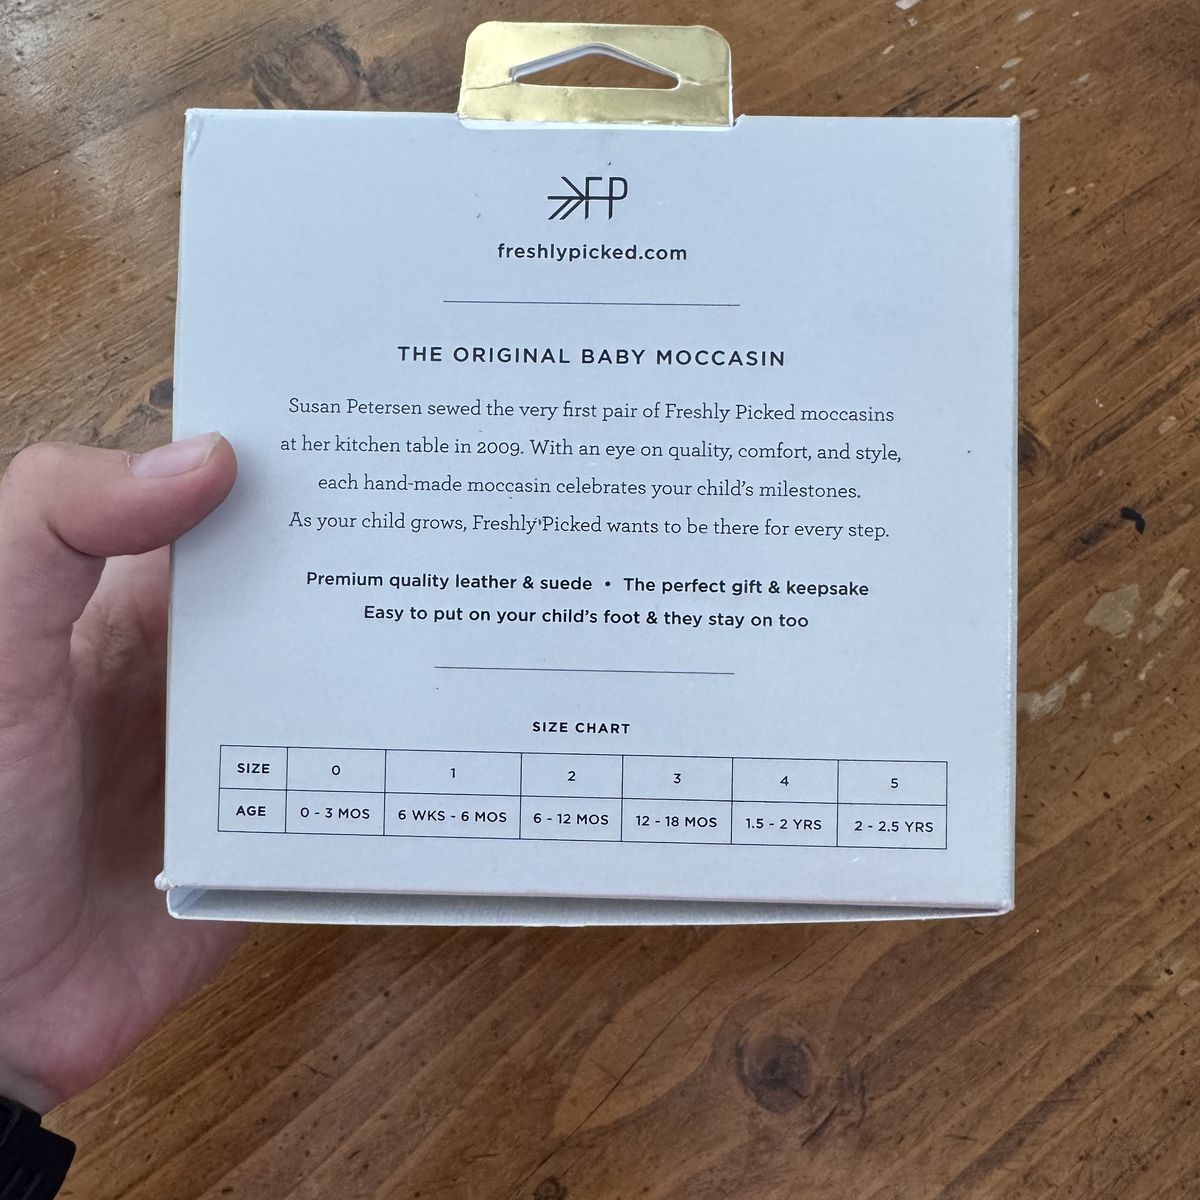 FP
freshlypicked.com
THE ORIGINAL BABY MOCCASIN
Susan Petersen sewed the very first pair of Freshly Picked moccasins
at her kitchen table in 2009. With an eye on quality, comfort, and style,
each hand-made moccasin celebrates your child's milestones.
As your child grows, Freshly Picked wants to be there for every step.
Premium quality leather & suede • The perfect gift & keepsake
Easy to put on your child's foot & they stay on too
SIZE CHART
SIZE 0 1 2 3 4 5
AGE 0 - 3 MOS 6 WKS - 6 MOS 6 - 12 MOS 12 - 18 MOS 1.5 - 2 YRS 2 - 2.5 YRS